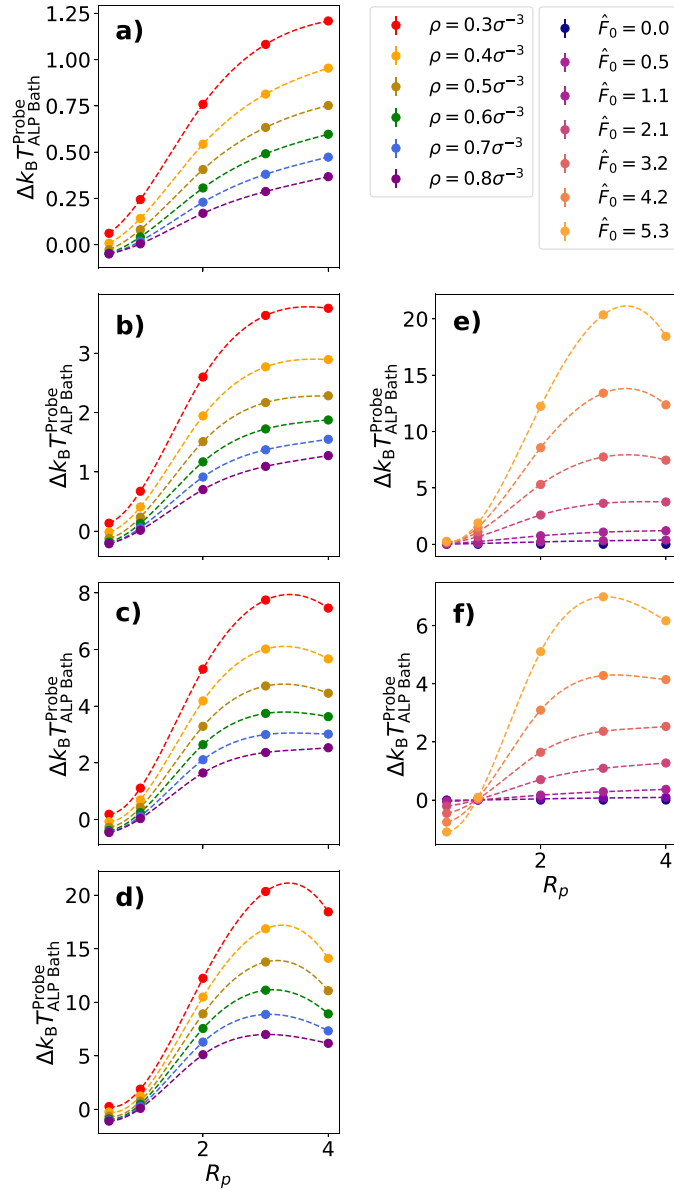 a)
1.25
1.00
0.75
0.50
0.25
0.00
Δk_B T^Probe_ALP Bath
ρ = 0.3σ⁻³
ρ = 0.4σ⁻³
ρ = 0.5σ⁻³
ρ = 0.6σ⁻³
ρ = 0.7σ⁻³
ρ = 0.8σ⁻³
F̂₀ = 0.0
F̂₀ = 0.5
F̂₀ = 1.1
F̂₀ = 2.1
F̂₀ = 3.2
F̂₀ = 4.2
F̂₀ = 5.3
b)
3
2
1
0
Δk_B T^Probe_ALP Bath
e)
20
15
10
5
0
Δk_B T^Probe_ALP Bath
c)
8
6
4
2
0
Δk_B T^Probe_ALP Bath
f)
6
4
2
0
Δk_B T^Probe_ALP Bath
2 4
R_p
d)
20
15
10
5
0
Δk_B T^Probe_ALP Bath
2 4
R_p